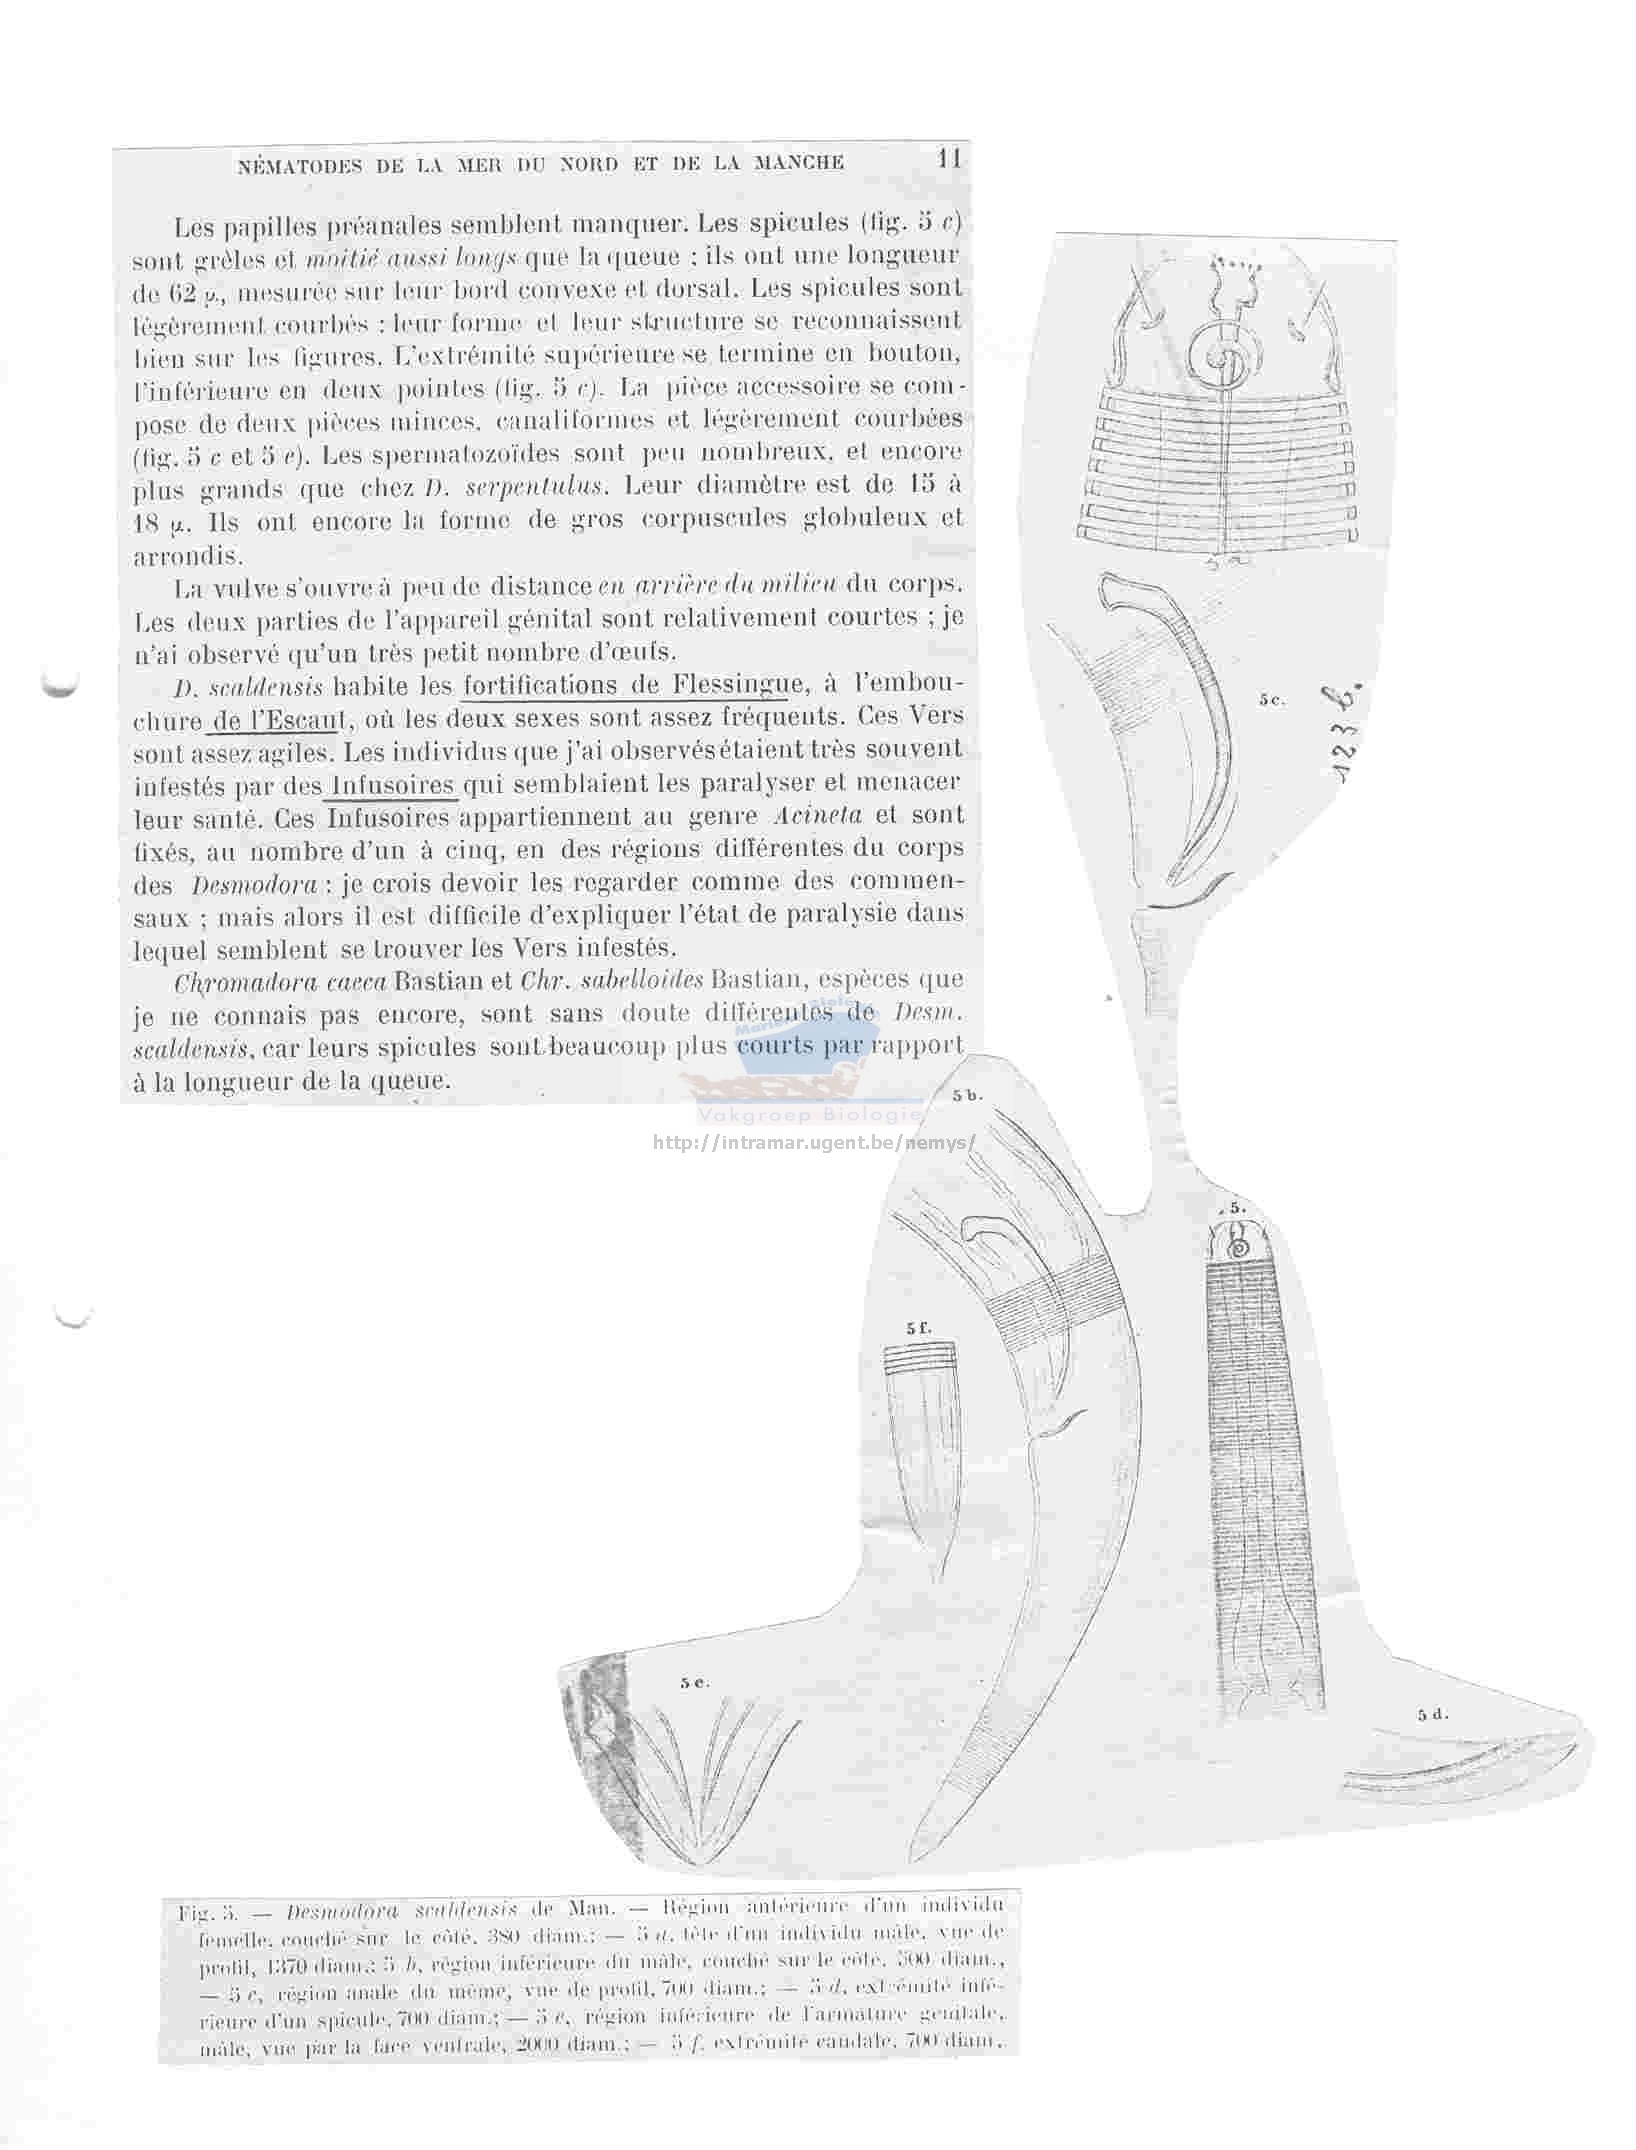 NÉMATODES DE LA MER DU NORD ET DE LA MANCHE 11
Les papilles préanales semblent manquer. Les spicules (fig. 5 c)
sont grêles et moitié aussi longs que la queue ; ils ont une longueur
de 62 μ, mesurée sur leur bord convexe et dorsal. Les spicules sont
légèrement courbés ; leur forme et leur structure se reconnaissent
bien sur les figures. L'extrémité supérieure se termine en bouton,
l'inférieure en deux pointes (fig. 5 c). La pièce accessoire se com-
pose de deux pièces minces, canaliformes et légèrement courbées
(fig. 5 c et 5 e). Les spermatozoïdes sont peu nombreux, et encore
plus grands que chez D. serpentulus. Leur diamètre est de 15 à
18 μ. Ils ont encore la forme de gros corpuscules globuleux et
arrondis.
La vulve s'ouvre à peu de distance en arrière du milieu du corps.
Les deux parties de l'appareil génital sont relativement courtes ; je
n'ai observé qu'un très petit nombre d'œufs.
D. scaldensis habite les fortifications de Flessingue, à l'embou-
chure de l'Escaut, où les deux sexes sont assez fréquents. Ces Vers
sont assez agiles. Les individus que j'ai observés étaient très souvent
infestés par des Infusoires qui semblaient les paralyser et menacer
leur santé. Ces Infusoires appartiennent au genre Acineta et sont
fixés, au nombre d'un à cinq, en des régions différentes du corps
des Desmodora : je crois devoir les regarder comme des commen-
saux ; mais alors il est difficile d'expliquer l'état de paralysie dans
lequel semblent se trouver les Vers infestés.
Chromadora caeca Bastian et Chr. sabelloides Bastian, espèces que
je ne connais pas encore, sont sans doute différentes de Desm.
scaldensis, car leurs spicules sont beaucoup plus courts par rapport
à la longueur de la queue.
Marine Biology
Vakgroep Biologie
http://intramar.ugent.be/nemys/
5 a
5 c.
123 b.
5 b.
5.
5 f.
5 e.
5 d.
Fig. 5. — Desmodora scaldensis de Man. — Région antérieure d'un individu
femelle, couché sur le côté, 380 diam.; — 5 a, tête d'un individu mâle, vue de
profil, 1370 diam.; 5 b, région inférieure du mâle, couché sur le côté, 500 diam.,
— 5 c, région anale du même, vue de profil, 700 diam.; — 5 d, extrémité infé-
rieure d'un spicule, 700 diam.; — 5 e, région inférieure de l'armature génitale,
mâle, vue par la face ventrale, 2000 diam.; — 5 f, extrémité caudale, 700 diam.